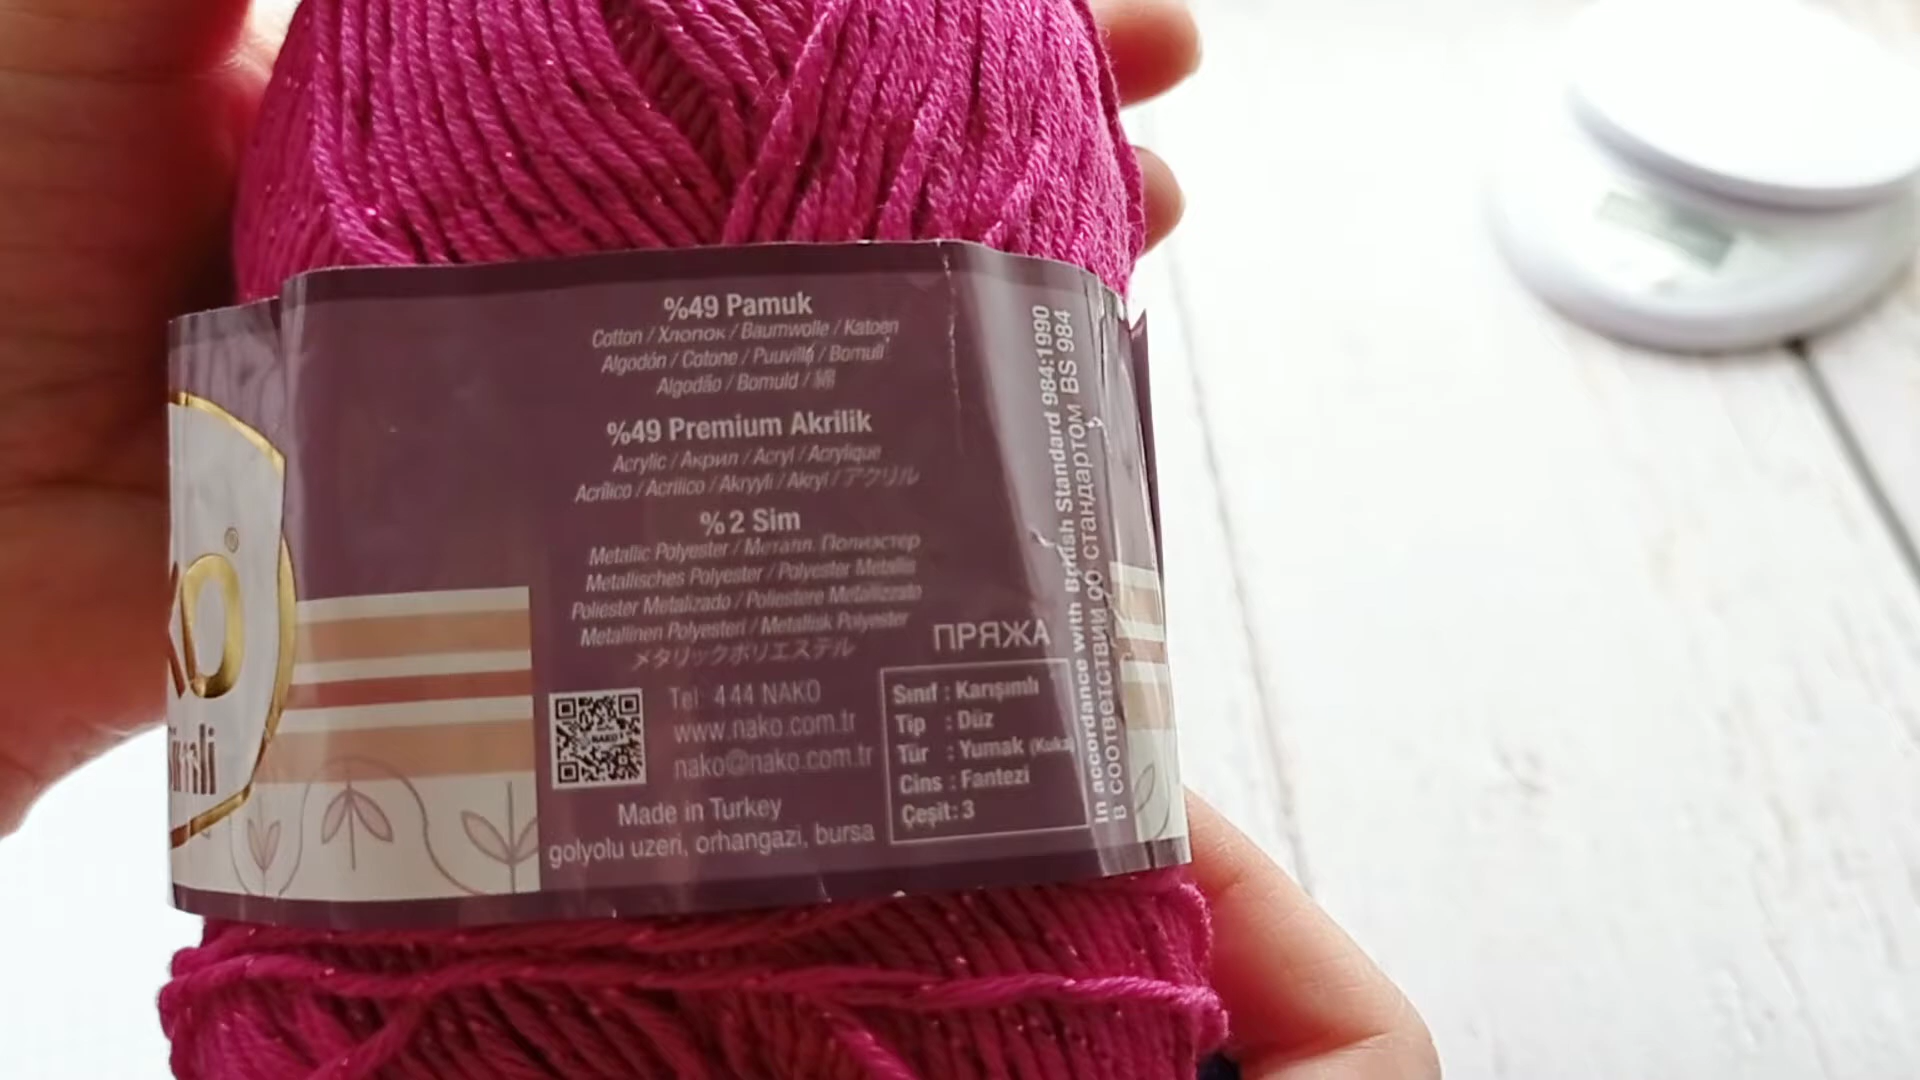 %49 Pamuk
Cotton / Хлопок / Baumwolle / Katoen
Algodón / Cotone / Puuvilla / Bomull
Algodão / Bomuld / 綿
%49 Premium Akrilik
Acrylic / Акрил / Acryl / Acrylique
Acrílico / Acrilico / Akryyli / Akryl / アクリル
%2 Sim
Metallic Polyester / Металл. Полиэстер
Metallisches Polyester / Polyester Metallis
Poliéster Metalizado / Poliestere Metallizzato
Metallinen Polyesteri / Metallisk Polyester
メタリックポリエステル
ПРЯЖА
Tel: 444 NAKO
www.nako.com.tr
nako@nako.com.tr
Made in Turkey
golyolu uzeri, orhangazi, bursa
Sınıf : Karışımlı
Tip : Düz
Tür : Yumak (Kuka)
Cins : Fantezi
Çeşit: 3
In accordance with British Standard 984:1990
в соответствии со стандартом BS 984
KO®
NAKO